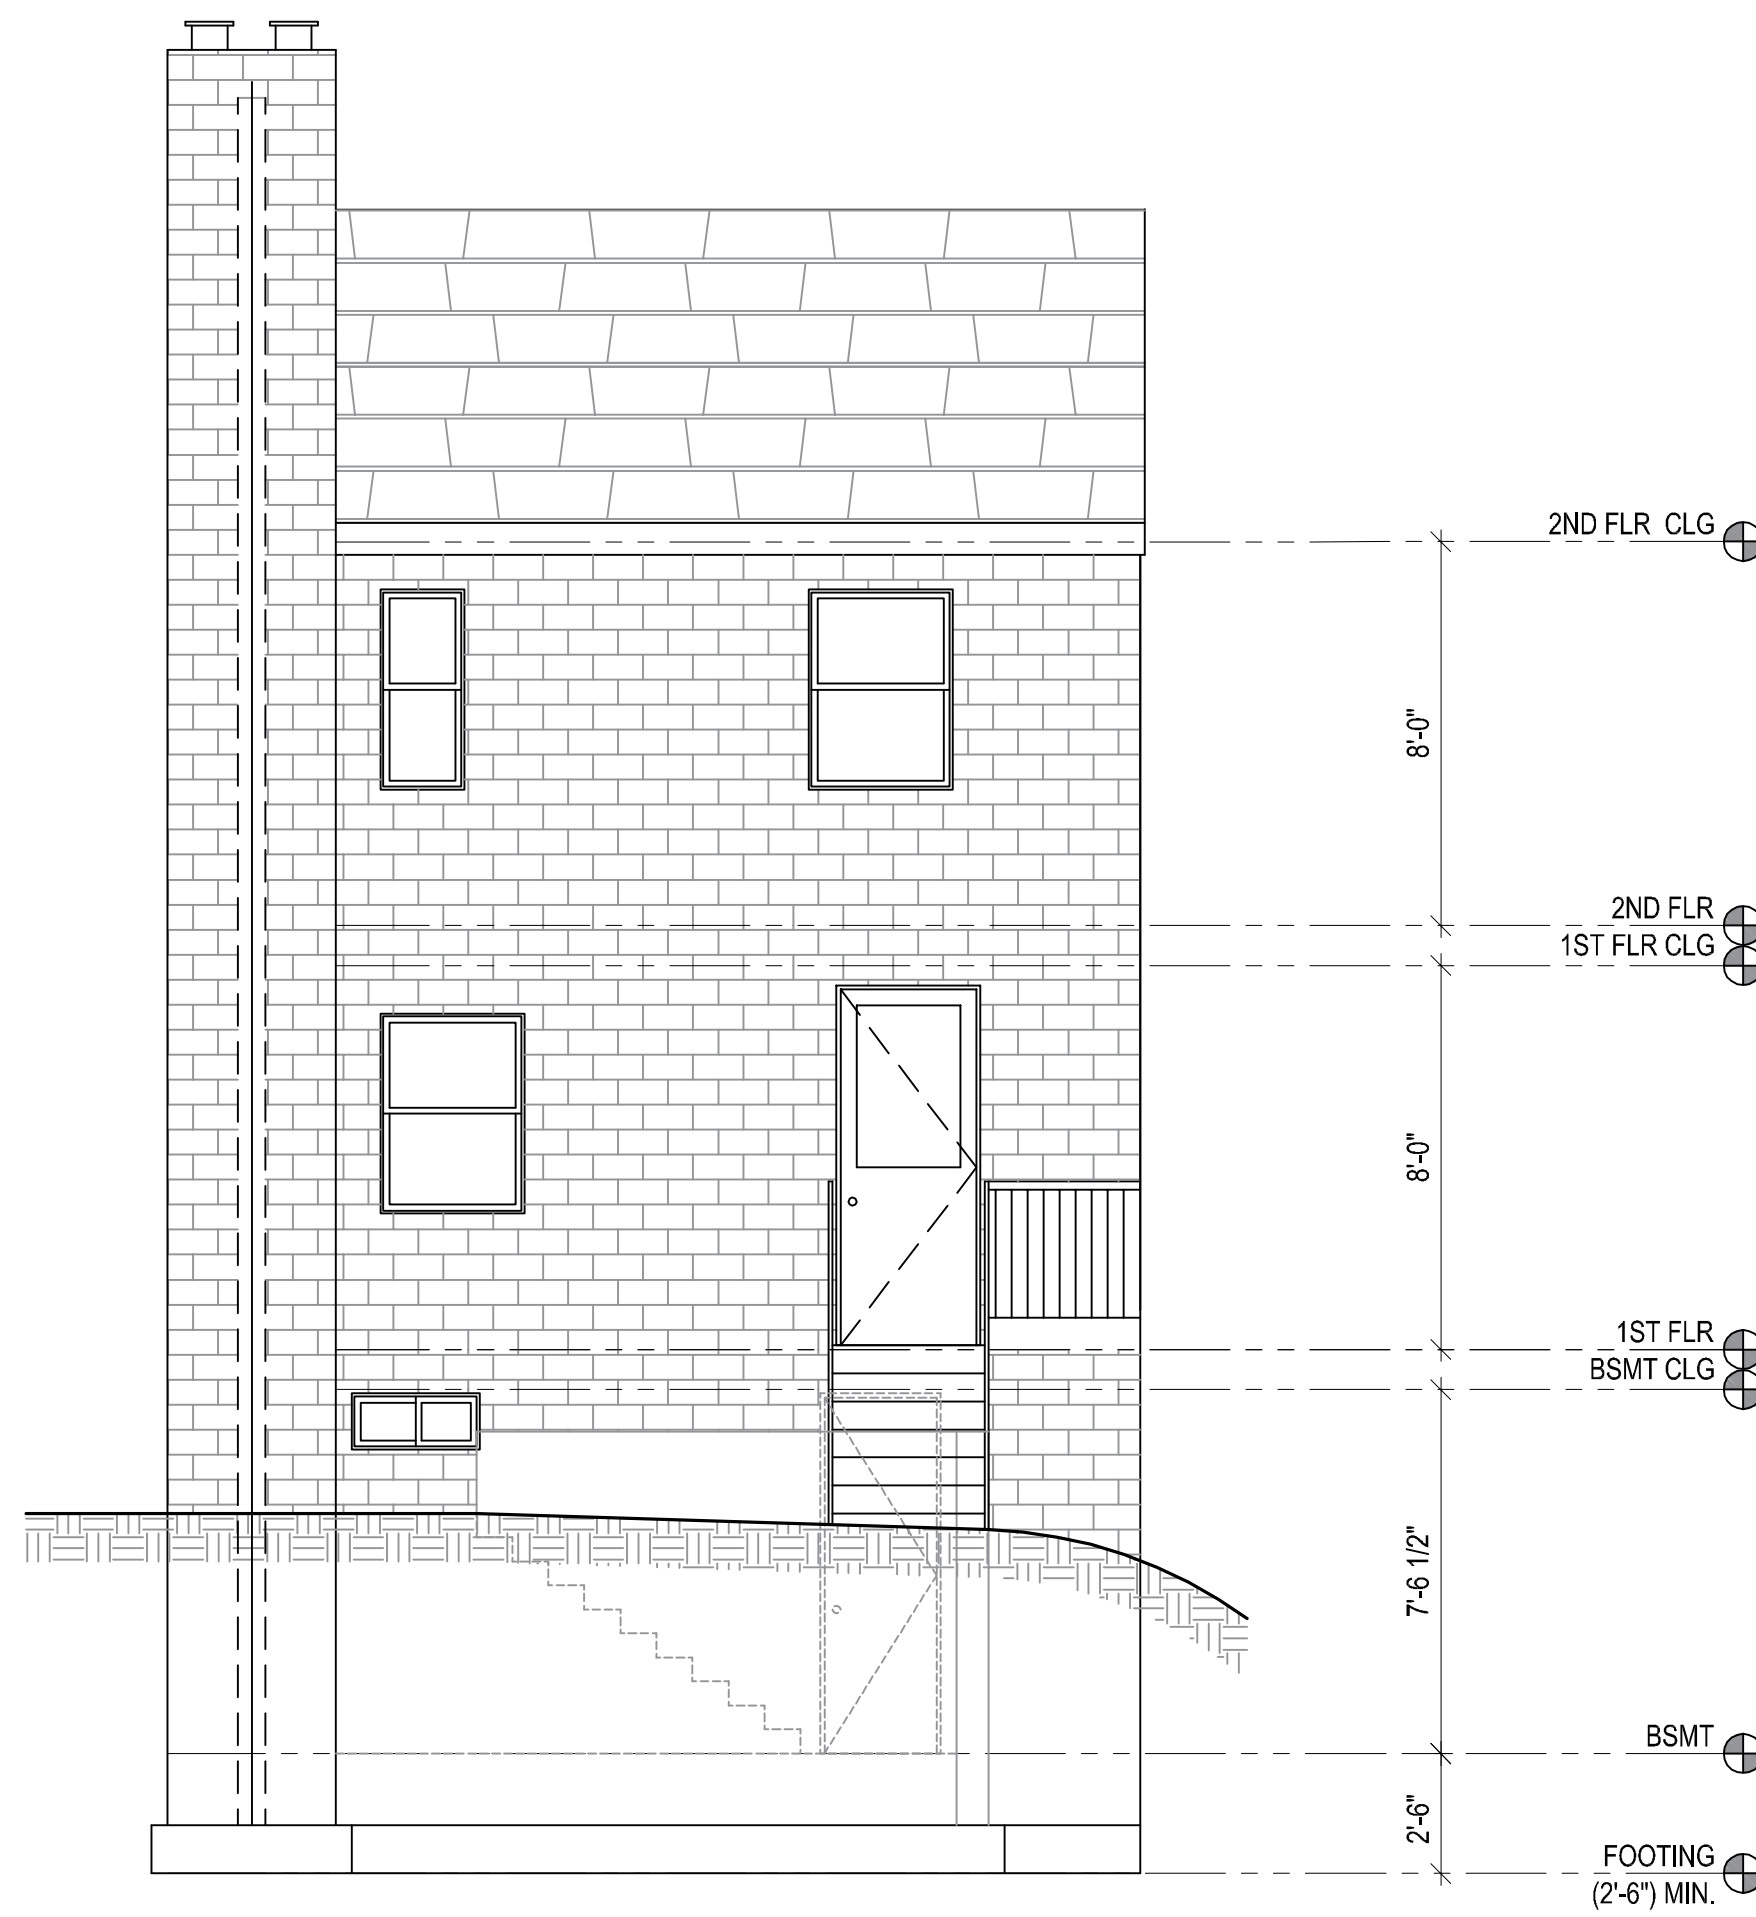 2ND FLR CLG
8'-0"
2ND FLR
1ST FLR CLG
8'-0"
1ST FLR
BSMT CLG
7'-6 1/2"
BSMT
2'-6"
FOOTING
(2'-6") MIN.